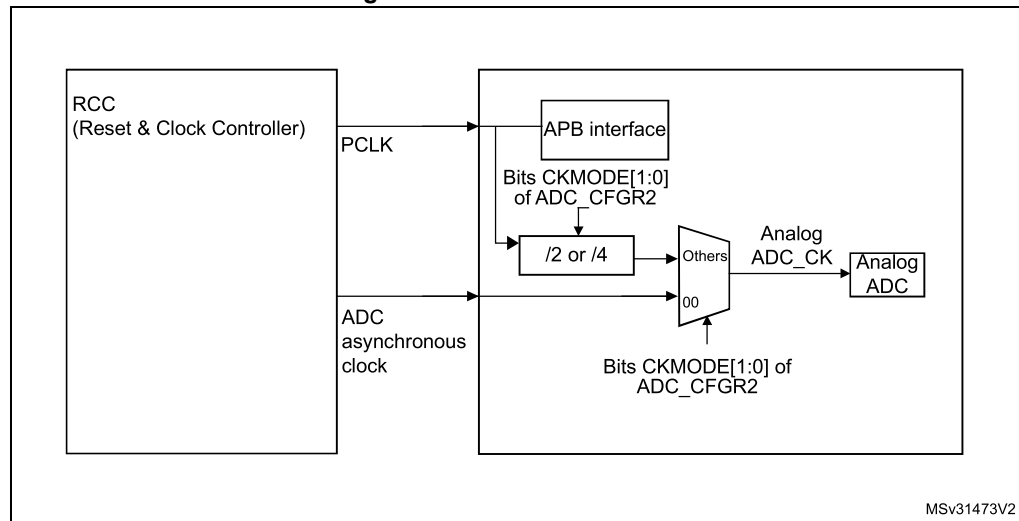 RCC
(Reset & Clock Controller)
PCLK
APB interface
Bits CKMODE[1:0]
of ADC_CFGR2
/2 or /4
Others
00
Analog
ADC_CK
Analog
ADC
ADC
asynchronous
clock
Bits CKMODE[1:0] of
ADC_CFGR2
MSv31473V2